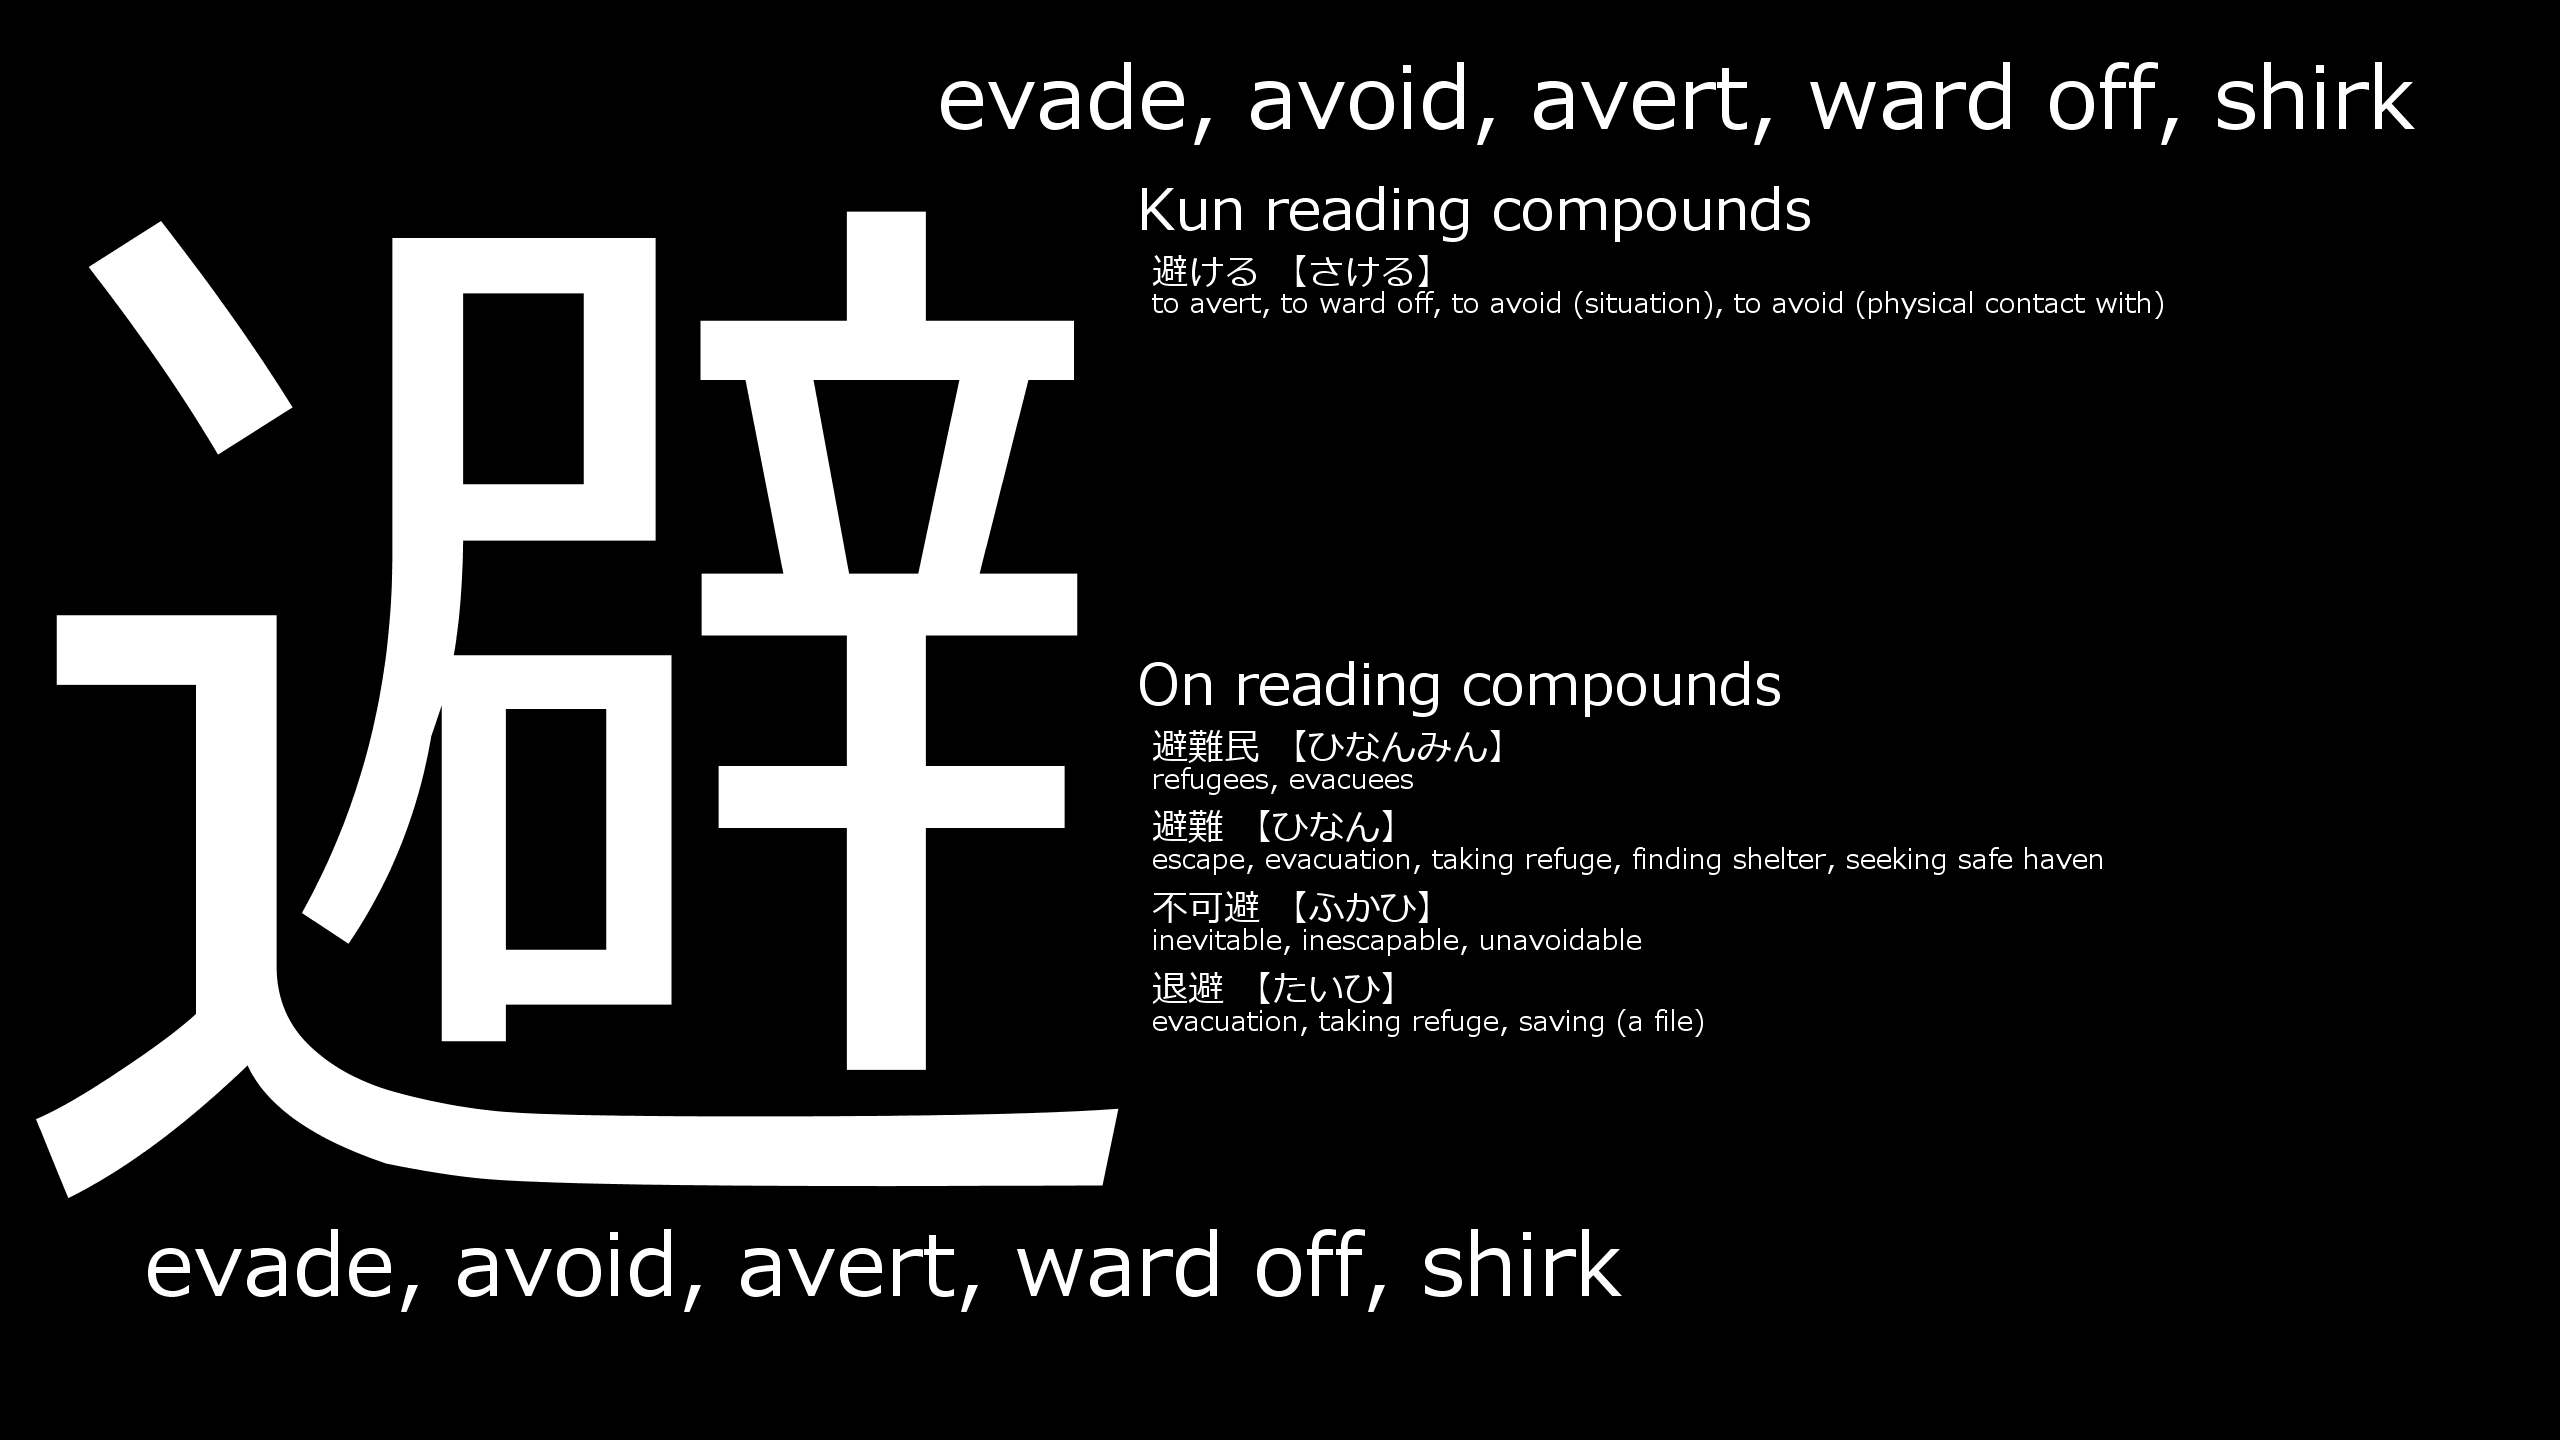 evade, avoid, avert, ward off, shirk
避
Kun reading compounds
避ける 【さける】
to avert, to ward off, to avoid (situation), to avoid (physical contact with)
On reading compounds
避難民 【ひなんみん】
refugees, evacuees
避難 【ひなん】
escape, evacuation, taking refuge, finding shelter, seeking safe haven
不可避 【ふかひ】
inevitable, inescapable, unavoidable
退避 【たいひ】
evacuation, taking refuge, saving (a file)
evade, avoid, avert, ward off, shirk